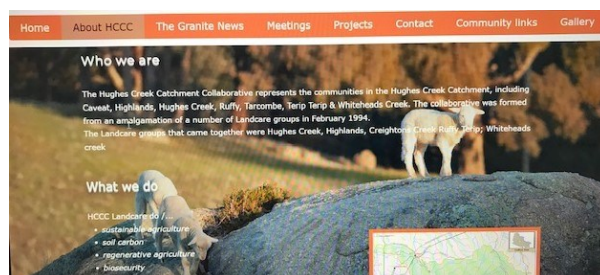 Home About HCCC The Granite News Meetings Projects Contact Community links Gallery
Who we are
The Hughes Creek Catchment Collaborative represents the communities in the Hughes Creek Catchment, including
Caveat, Highlands, Hughes Creek, Ruffy, Tarcombe, Terip Terip & Whiteheads Creek. The collaborative was formed
from an amalgamation of a number of Landcare groups in February 1994.
The Landcare groups that came together were Hughes Creek, Highlands, Creightons Creek Ruffy Terip; Whiteheads
creek
What we do
HCCC Landcare do /...
sustainable agriculture
soil carbon
regenerative agriculture
biosecurity